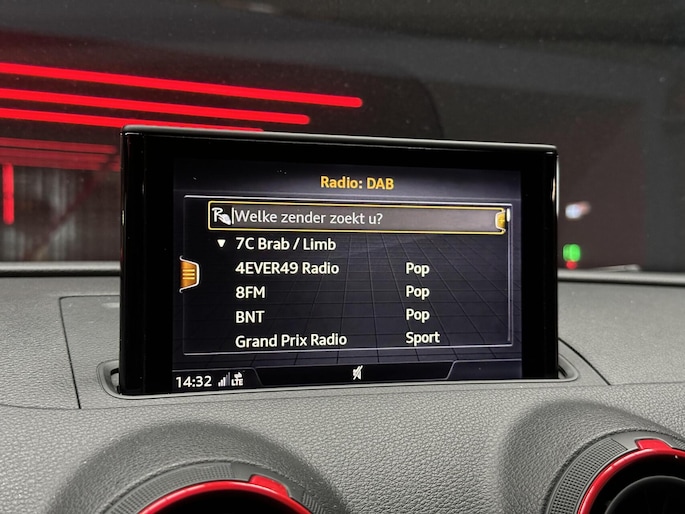 Radio: DAB
Welke zender zoekt u?
7C Brab / Limb
4EVER49 Radio Pop
8FM Pop
BNT Pop
Grand Prix Radio Sport
14:32 LTE